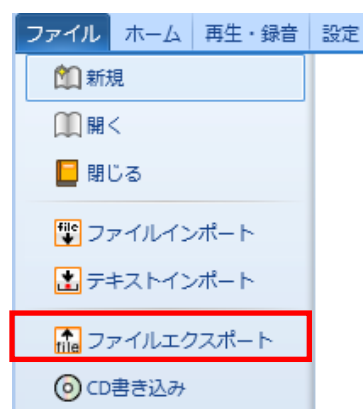 ファイル ホーム 再生・録音 設定
新規
開く
閉じる
file ファイルインポート
テキストインポート
file ファイルエクスポート
CD書き込み